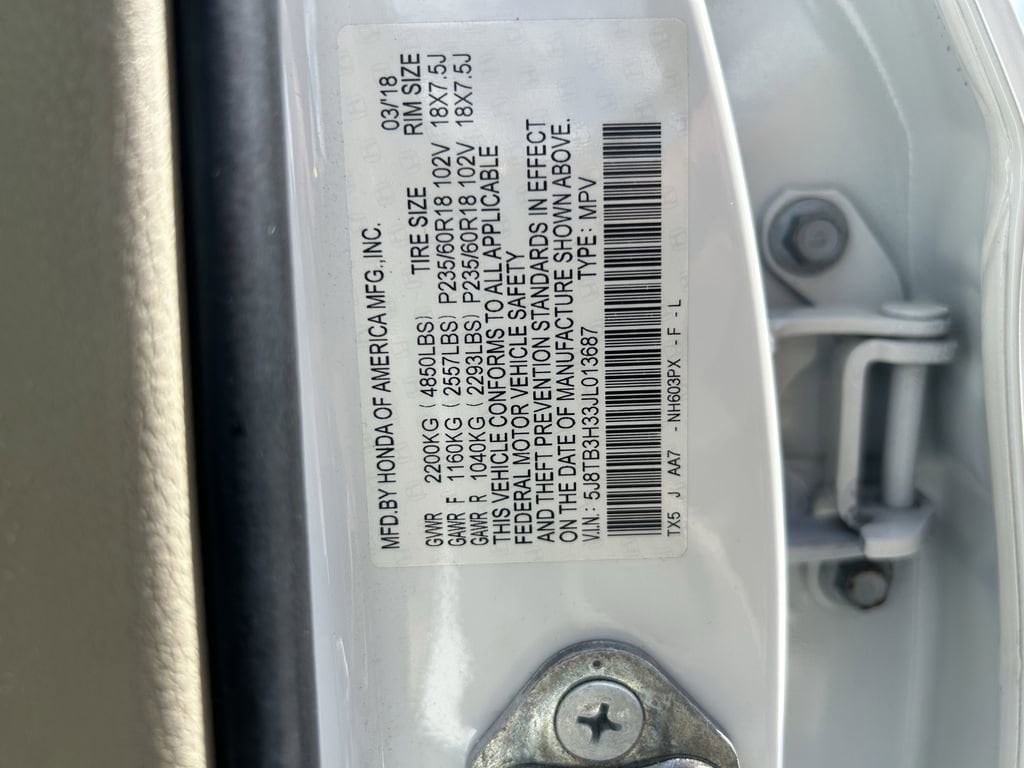 MFD.BY HONDA OF AMERICA MFG.,INC.
03/'18
TIRE SIZE RIM SIZE
GVWR 2200KG ( 4850LBS)
GAWR F 1160KG ( 2557LBS) P235/60R18 102V 18X7.5J
GAWR R 1040KG ( 2293LBS) P235/60R18 102V 18X7.5J
THIS VEHICLE CONFORMS TO ALL APPLICABLE
FEDERAL MOTOR VEHICLE SAFETY
AND THEFT PREVENTION STANDARDS IN EFFECT
ON THE DATE OF MANUFACTURE SHOWN ABOVE.
V.I.N.: 5J8TB3H33JL013687 TYPE: MPV
TX5 J AA7 - NH603PX - F - L